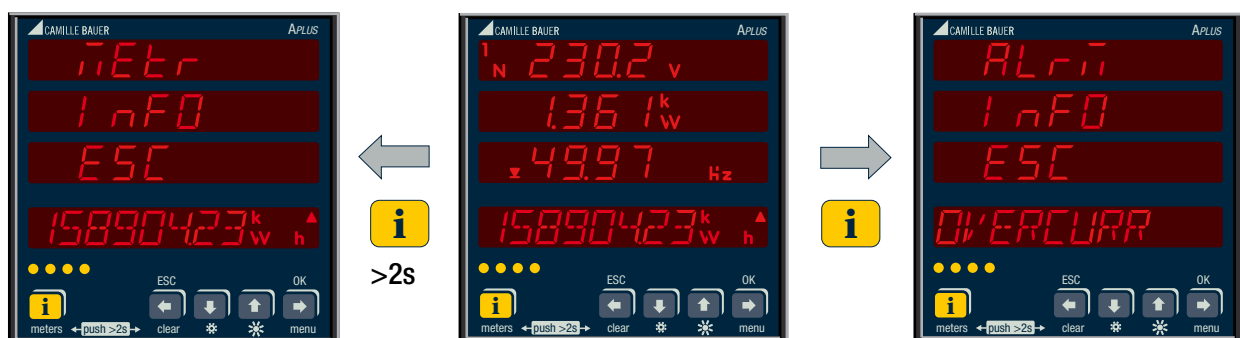 CAMILLE BAUER APLUS
MEtr
InFO
ESC
158904.23 kWh
ESC OK
i
meters push >2s clear menu
i
>2s
CAMILLE BAUER APLUS
1N 230.2 V
1.361 kW
49.97 Hz
158904.23 kWh
ESC OK
i
meters push >2s clear menu
i
CAMILLE BAUER APLUS
ALrM
InFO
ESC
OVERCURR
ESC OK
i
meters push >2s clear menu